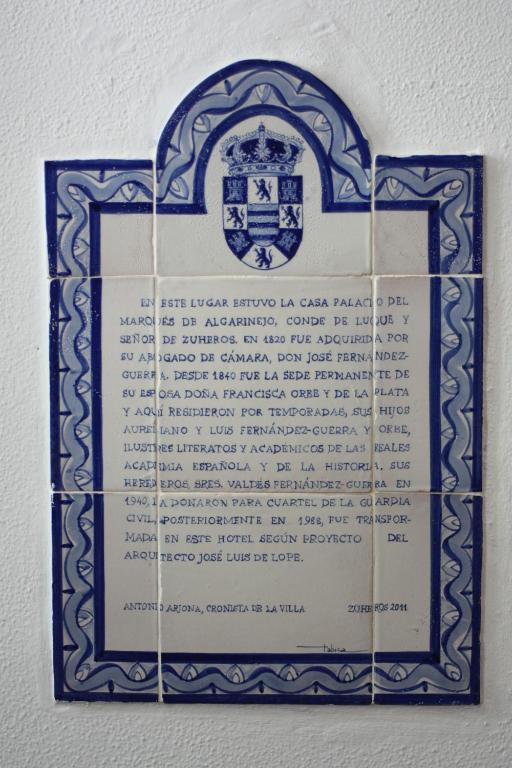 EN ESTE LUGAR ESTUVO LA CASA PALACIO DEL
MARQUÉS DE ALGARINEJO, CONDE DE LUQUE Y
SEÑOR DE ZUHEROS. EN 1820 FUE ADQUIRIDA POR
SU ABOGADO DE CÁMARA, DON JOSÉ FERNÁNDEZ-
GUERRA. DESDE 1840 FUE LA SEDE PERMANENTE DE
SU ESPOSA DOÑA FRANCISCA ORBE Y DE LA PLATA
Y AQUÍ RESIDIERON POR TEMPORADAS, SUS HIJOS
AURELIANO Y LUIS FERNÁNDEZ-GUERRA Y ORBE,
ILUSTRES LITERATOS Y ACADÉMICOS DE LAS REALES
ACADEMIA ESPAÑOLA Y DE LA HISTORIA. SUS
HEREDEROS, SRES. VALDÉS FERNÁNDEZ-GUERRA EN
1940, LA DONARON PARA CUARTEL DE LA GUARDIA
CIVIL, POSTERIORMENTE EN 1988, FUE TRANSFOR-
MADA EN ESTE HOTEL SEGÚN PROYECTO DEL
ARQUITECTO JOSÉ LUIS DE LOPE.
ANTONIO ARJONA, CRONISTA DE LA VILLA ZUHEROS 2011